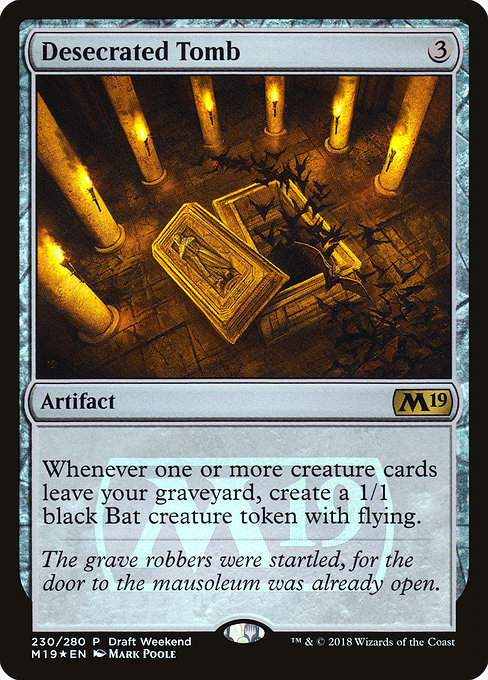 Desecrated Tomb 3
Artifact M19
Whenever one or more creature cards
leave your graveyard, create a 1/1
black Bat creature token with flying.
The grave robbers were startled, for the
door to the mausoleum was already open.
M19
230/280 P Draft Weekend ™ & © 2018 Wizards of the Coast
M19★EN Mark Poole